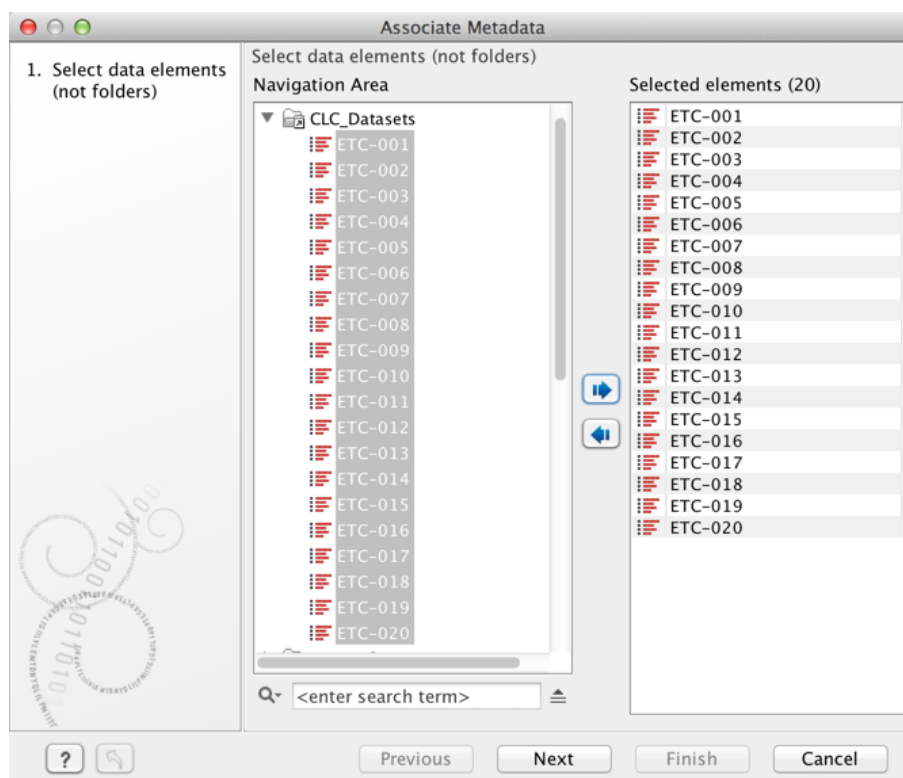 Associate Metadata
1. Select data elements
(not folders)
Select data elements (not folders)
Navigation Area
CLC_Datasets
ETC-001
ETC-002
ETC-003
ETC-004
ETC-005
ETC-006
ETC-007
ETC-008
ETC-009
ETC-010
ETC-011
ETC-012
ETC-013
ETC-014
ETC-015
ETC-016
ETC-017
ETC-018
ETC-019
ETC-020
<enter search term>
Selected elements (20)
ETC-001
ETC-002
ETC-003
ETC-004
ETC-005
ETC-006
ETC-007
ETC-008
ETC-009
ETC-010
ETC-011
ETC-012
ETC-013
ETC-014
ETC-015
ETC-016
ETC-017
ETC-018
ETC-019
ETC-020
?
Previous
Next
Finish
Cancel